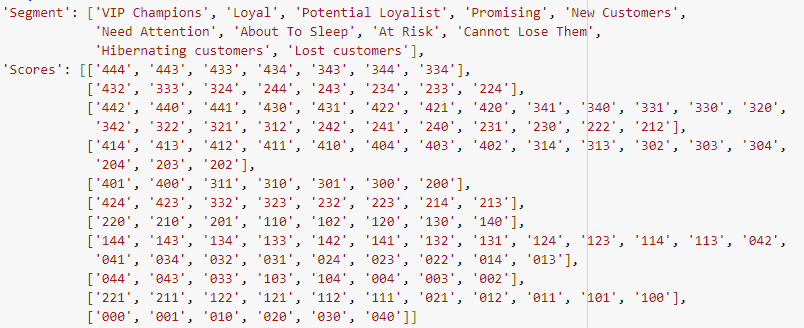 'Segment': ['VIP Champions', 'Loyal', 'Potential Loyalist', 'Promising', 'New Customers',
'Need Attention', 'About To Sleep', 'At Risk', 'Cannot Lose Them',
'Hibernating customers', 'Lost customers'],
'Scores': [['444', '443', '433', '434', '343', '344', '334'],
['432', '333', '324', '244', '243', '234', '233', '224'],
['442', '440', '441', '430', '431', '422', '421', '420', '341', '340', '331', '330', '320',
'342', '322', '321', '312', '242', '241', '240', '231', '230', '222', '212'],
['414', '413', '412', '411', '410', '404', '403', '402', '314', '313', '302', '303', '304',
'204', '203', '202'],
['401', '400', '311', '310', '301', '300', '200'],
['424', '423', '332', '323', '232', '223', '214', '213'],
['220', '210', '201', '110', '102', '120', '130', '140'],
['144', '143', '134', '133', '142', '141', '132', '131', '124', '123', '114', '113', '042',
'041', '034', '032', '031', '024', '023', '022', '014', '013'],
['044', '043', '033', '103', '104', '004', '003', '002'],
['221', '211', '122', '121', '112', '111', '021', '012', '011', '101', '100'],
['000', '001', '010', '020', '030', '040']]